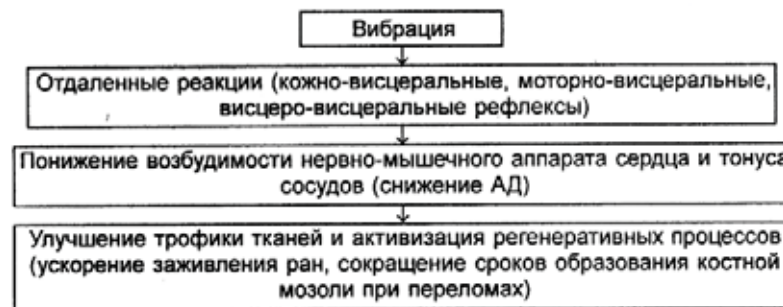 Вибрация
Отдаленные реакции (кожно-висцеральные, моторно-висцеральные,
висцеро-висцеральные рефлексы)
Понижение возбудимости нервно-мышечного аппарата сердца и тонуса
сосудов (снижение АД)
Улучшение трофики тканей и активизация регенеративных процессов
(ускорение заживления ран, сокращение сроков образования костной
мозоли при переломах)